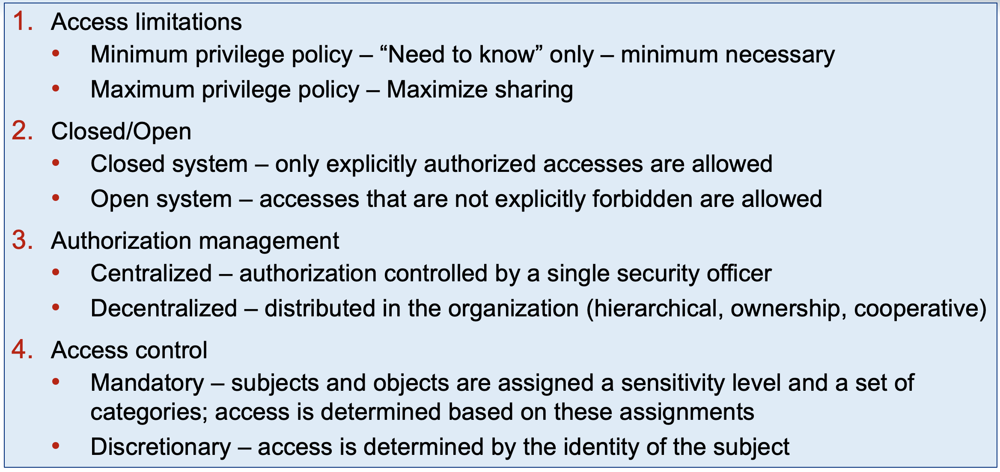 1. Access limitations
• Minimum privilege policy – “Need to know” only – minimum necessary
• Maximum privilege policy – Maximize sharing
2. Closed/Open
• Closed system – only explicitly authorized accesses are allowed
• Open system – accesses that are not explicitly forbidden are allowed
3. Authorization management
• Centralized – authorization controlled by a single security officer
• Decentralized – distributed in the organization (hierarchical, ownership, cooperative)
4. Access control
• Mandatory – subjects and objects are assigned a sensitivity level and a set of
categories; access is determined based on these assignments
• Discretionary – access is determined by the identity of the subject